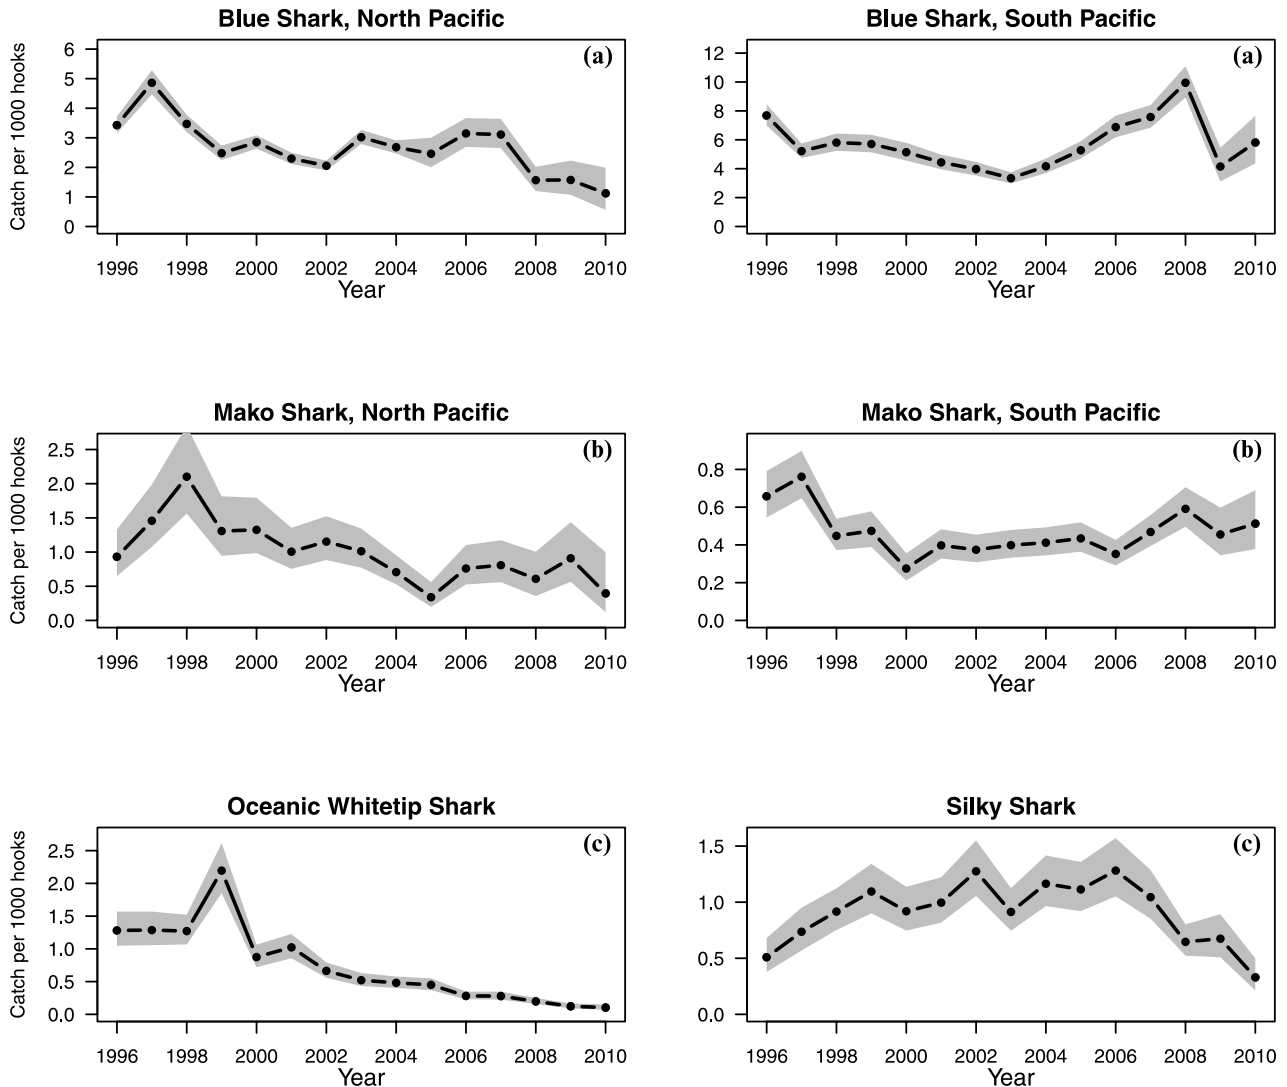 Blue Shark, North Pacific
Catch per 1000 hooks
6
5
4
3
2
1
0
(a)
1996 1998 2000 2002 2004 2006 2008 2010
Year
Blue Shark, South Pacific
12
10
8
6
4
2
0
(a)
1996 1998 2000 2002 2004 2006 2008 2010
Year
Mako Shark, North Pacific
Catch per 1000 hooks
2.5
2.0
1.5
1.0
0.5
0.0
(b)
1996 1998 2000 2002 2004 2006 2008 2010
Year
Mako Shark, South Pacific
0.8
0.6
0.4
0.2
0.0
(b)
1996 1998 2000 2002 2004 2006 2008 2010
Year
Oceanic Whitetip Shark
Catch per 1000 hooks
2.5
2.0
1.5
1.0
0.5
0.0
(c)
1996 1998 2000 2002 2004 2006 2008 2010
Year
Silky Shark
1.5
1.0
0.5
0.0
(c)
1996 1998 2000 2002 2004 2006 2008 2010
Year